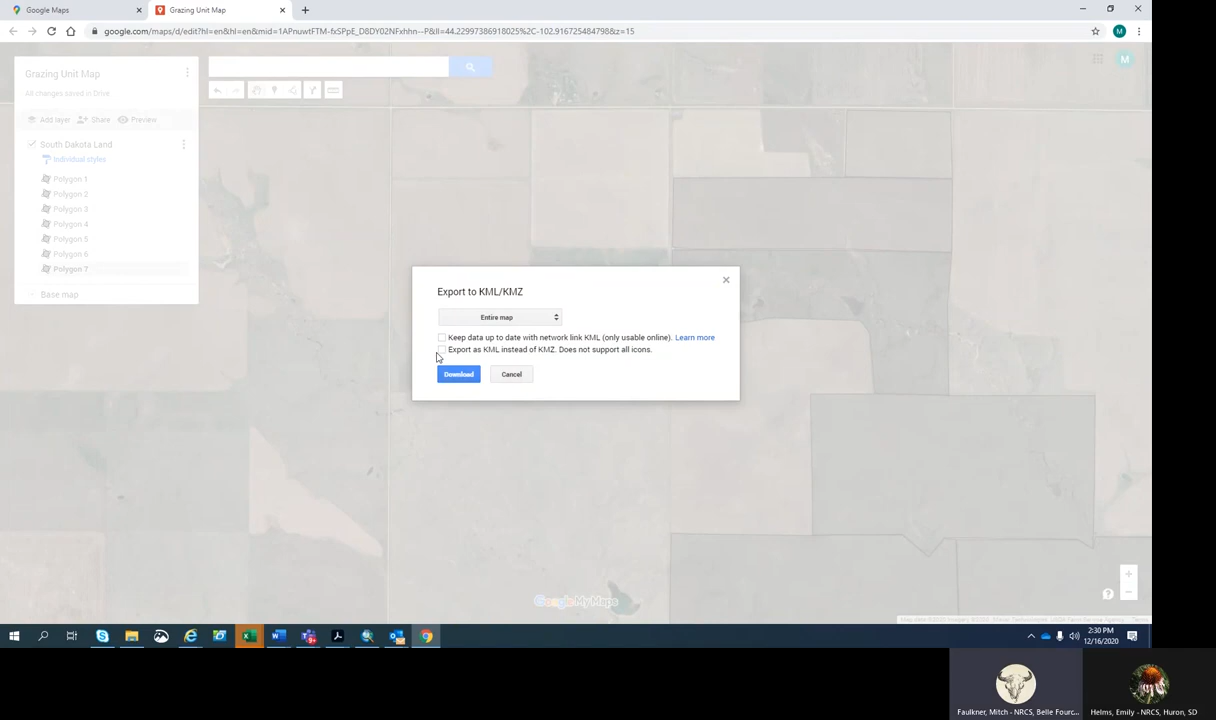 Google Maps
Grazing Unit Map
google.com/maps/d/edit?hl=en&hl=en&mid=1APnuwtFTM-fxSPpE_D8DY02NFxhhn--P&ll=44.22997386918025%2C-102.916725484798&z=15
M
Grazing Unit Map
All changes saved in Drive
M
Add layer Share Preview
South Dakota Land
Individual styles
Polygon 1
Polygon 2
Polygon 3
Polygon 4
Polygon 5
Polygon 6
Polygon 7
Base map
Export to KML/KMZ
Entire map
Keep data up to date with network link KML (only usable online). Learn more
Export as KML instead of KMZ. Does not support all icons.
Download Cancel
Google My Maps
Terms
2:30 PM
12/16/2020
Faulkner, Mitch - NRCS, Belle Fourc...
Helms, Emily - NRCS, Huron, SD